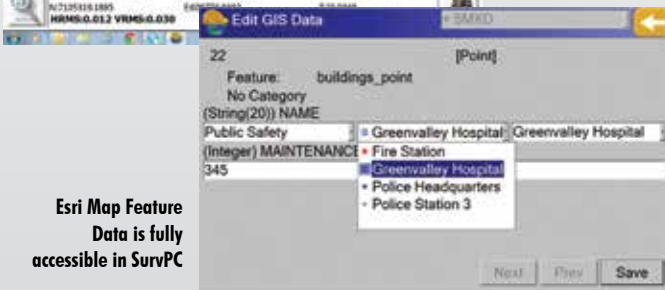 HRMS:0.012 VRMS:0.030
Edit GIS Data
22 [Point]
Feature: buildings_point
No Category
(String(20)) NAME
Public Safety Greenvalley Hospital Greenvalley Hospital
(Integer) MAINTENANCE
Fire Station
345
Greenvalley Hospital
Police Headquarters
Police Station 3
Esri Map Feature
Data is fully
accessible in SurvPC
Next Prev Save